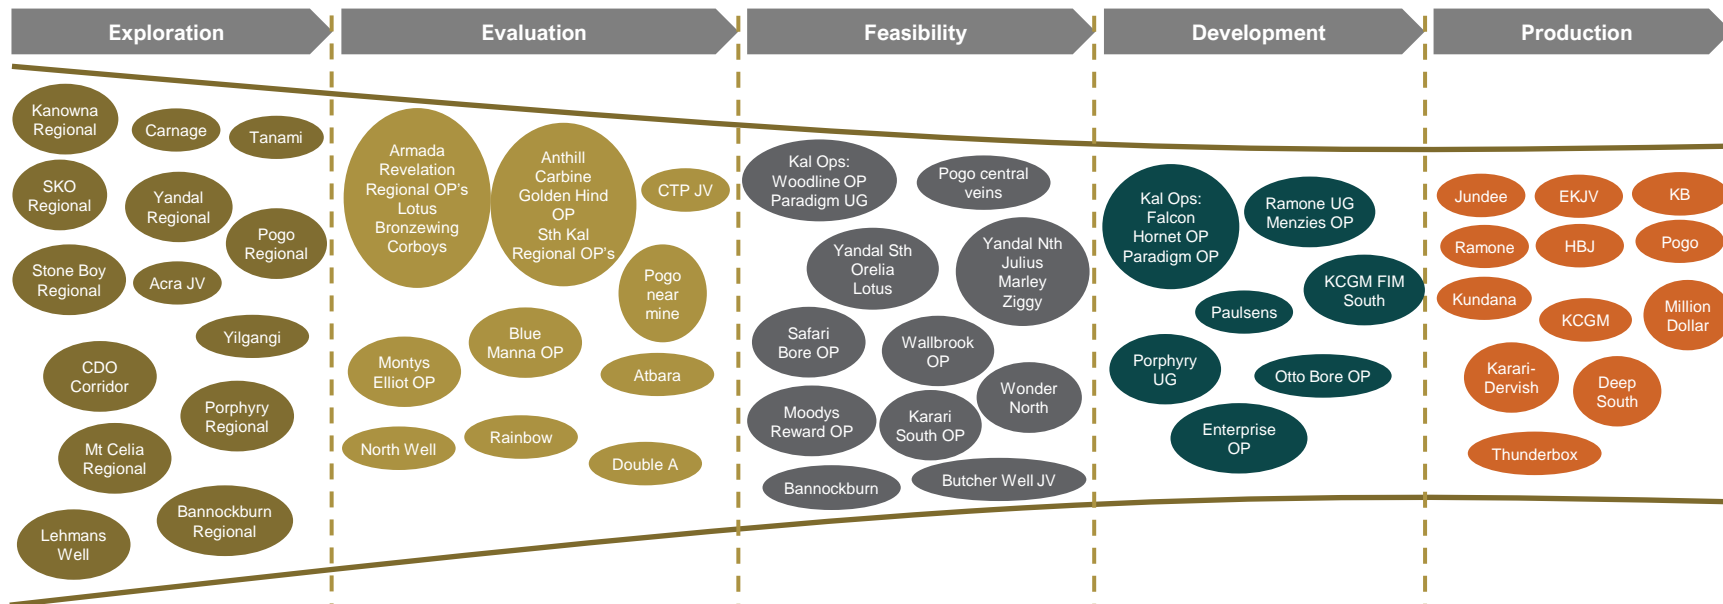 Exploration
Evaluation
Feasibility
Development
Production
Kanowna
Regional
Carnage
Tanami
SKO
Regional
Yandal
Regional
Pogo
Regional
Stone Boy
Regional
Acra JV
Yilgangi
CDO
Corridor
Porphyry
Regional
Mt Celia
Regional
Bannockburn
Regional
Lehmans
Well
Armada
Revelation
Regional OP's
Lotus
Bronzewing
Corboys
Anthill
Carbine
Golden Hind
OP
Sth Kal
Regional OP's
CTP JV
Pogo
near
mine
Blue
Manna OP
Montys
Elliot OP
Atbara
North Well
Rainbow
Double A
Kal Ops:
Woodline OP
Paradigm UG
Pogo central
veins
Yandal Sth
Orelia
Lotus
Yandal Nth
Julius
Marley
Ziggy
Safari
Bore OP
Wallbrook
OP
Wonder
North
Moodys
Reward OP
Karari
South OP
Bannockburn
Butcher Well JV
Kal Ops:
Falcon
Hornet OP
Paradigm OP
Ramone UG
Menzies OP
KCGM FIM
South
Paulsens
Porphyry
UG
Otto Bore OP
Enterprise
OP
Jundee
EKJV
KB
Ramone
HBJ
Pogo
Kundana
KCGM
Million
Dollar
Karari-
Dervish
Deep
South
Thunderbox